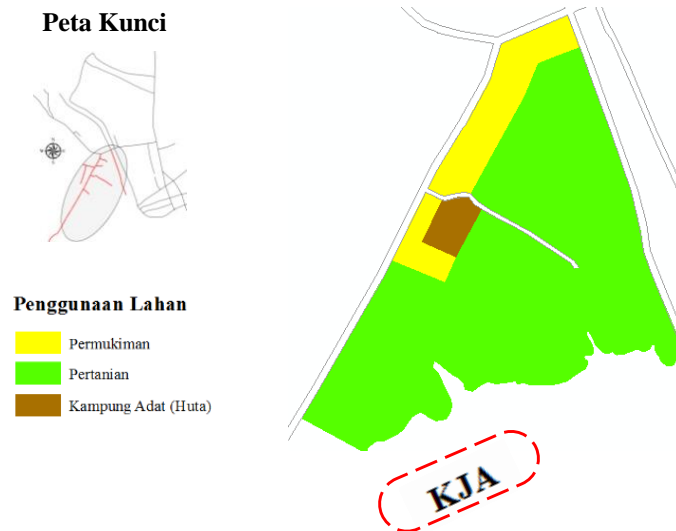 Peta Kunci
Penggunaan Lahan
Permukiman
Pertanian
Kampung Adat (Huta)
KJA